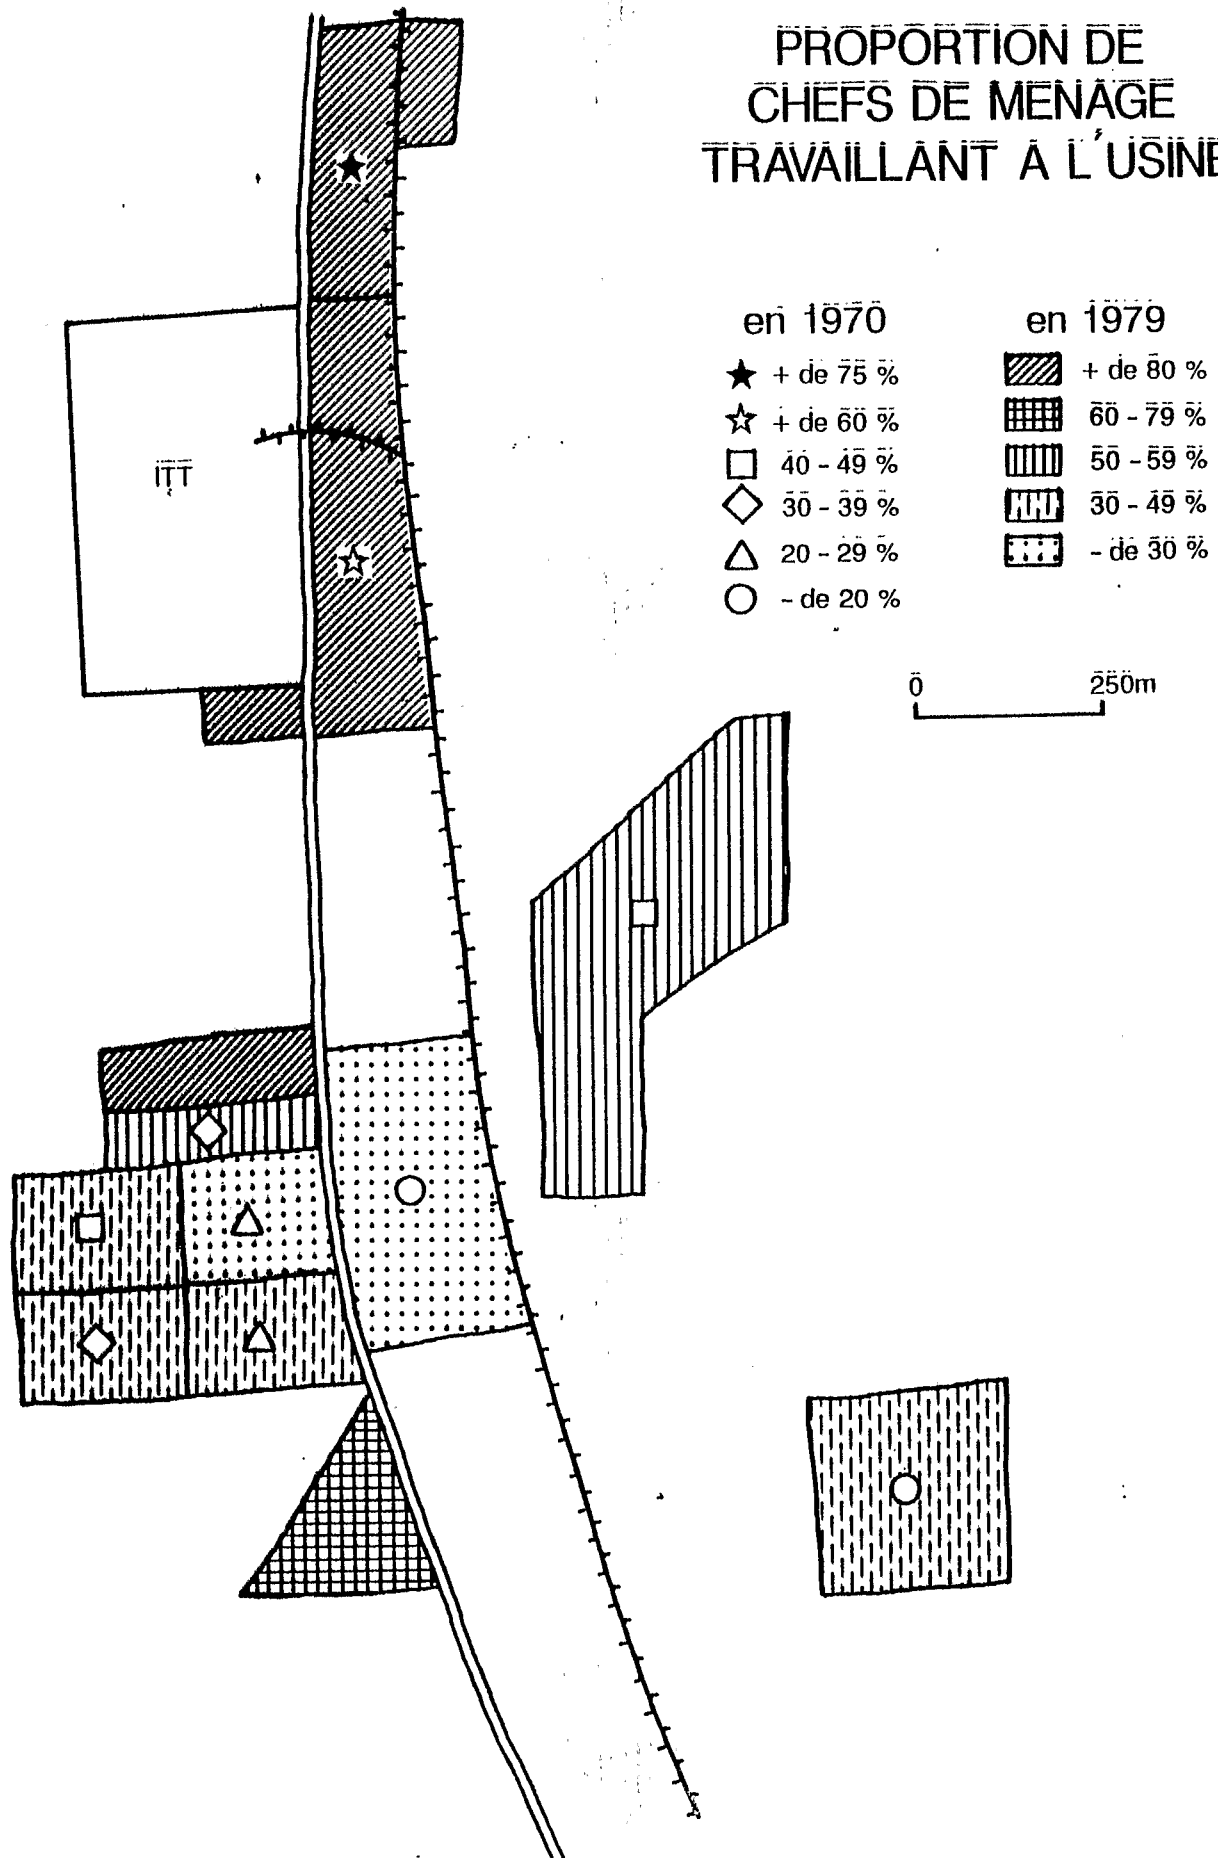 PROPORTION DE
CHEFS DE MENAGE
TRAVAILLANT A L'USINE
en 1970
+ de 75 %
+ de 60 %
40 - 49 %
30 - 39 %
20 - 29 %
- de 20 %
en 1979
+ de 80 %
60 - 79 %
50 - 59 %
30 - 49 %
- de 30 %
0 250m
ITT